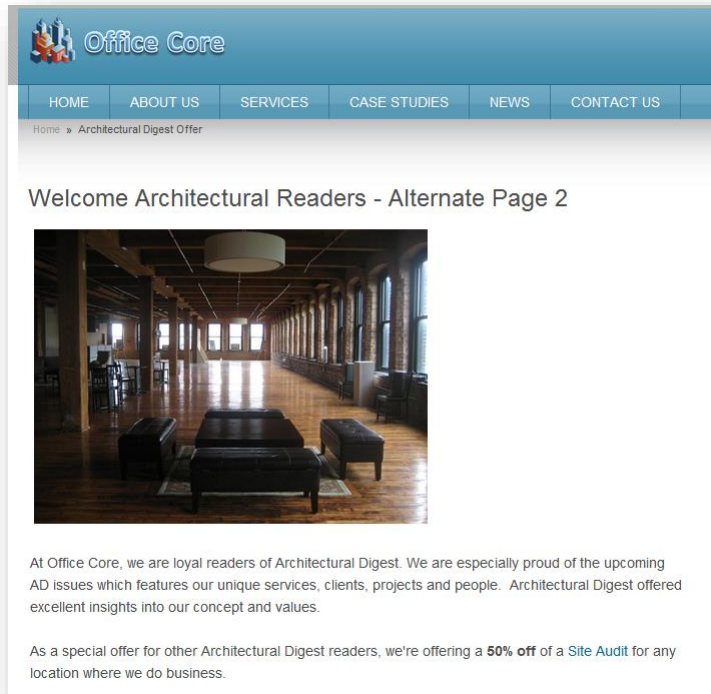 Office Core
HOME ABOUT US SERVICES CASE STUDIES NEWS CONTACT US
Home » Architectural Digest Offer
Welcome Architectural Readers - Alternate Page 2
At Office Core, we are loyal readers of Architectural Digest. We are especially proud of the upcoming
AD issues which features our unique services, clients, projects and people.  Architectural Digest offered
excellent insights into our concept and values.
As a special offer for other Architectural Digest readers, we're offering a 50% off of a Site Audit for any
location where we do business.